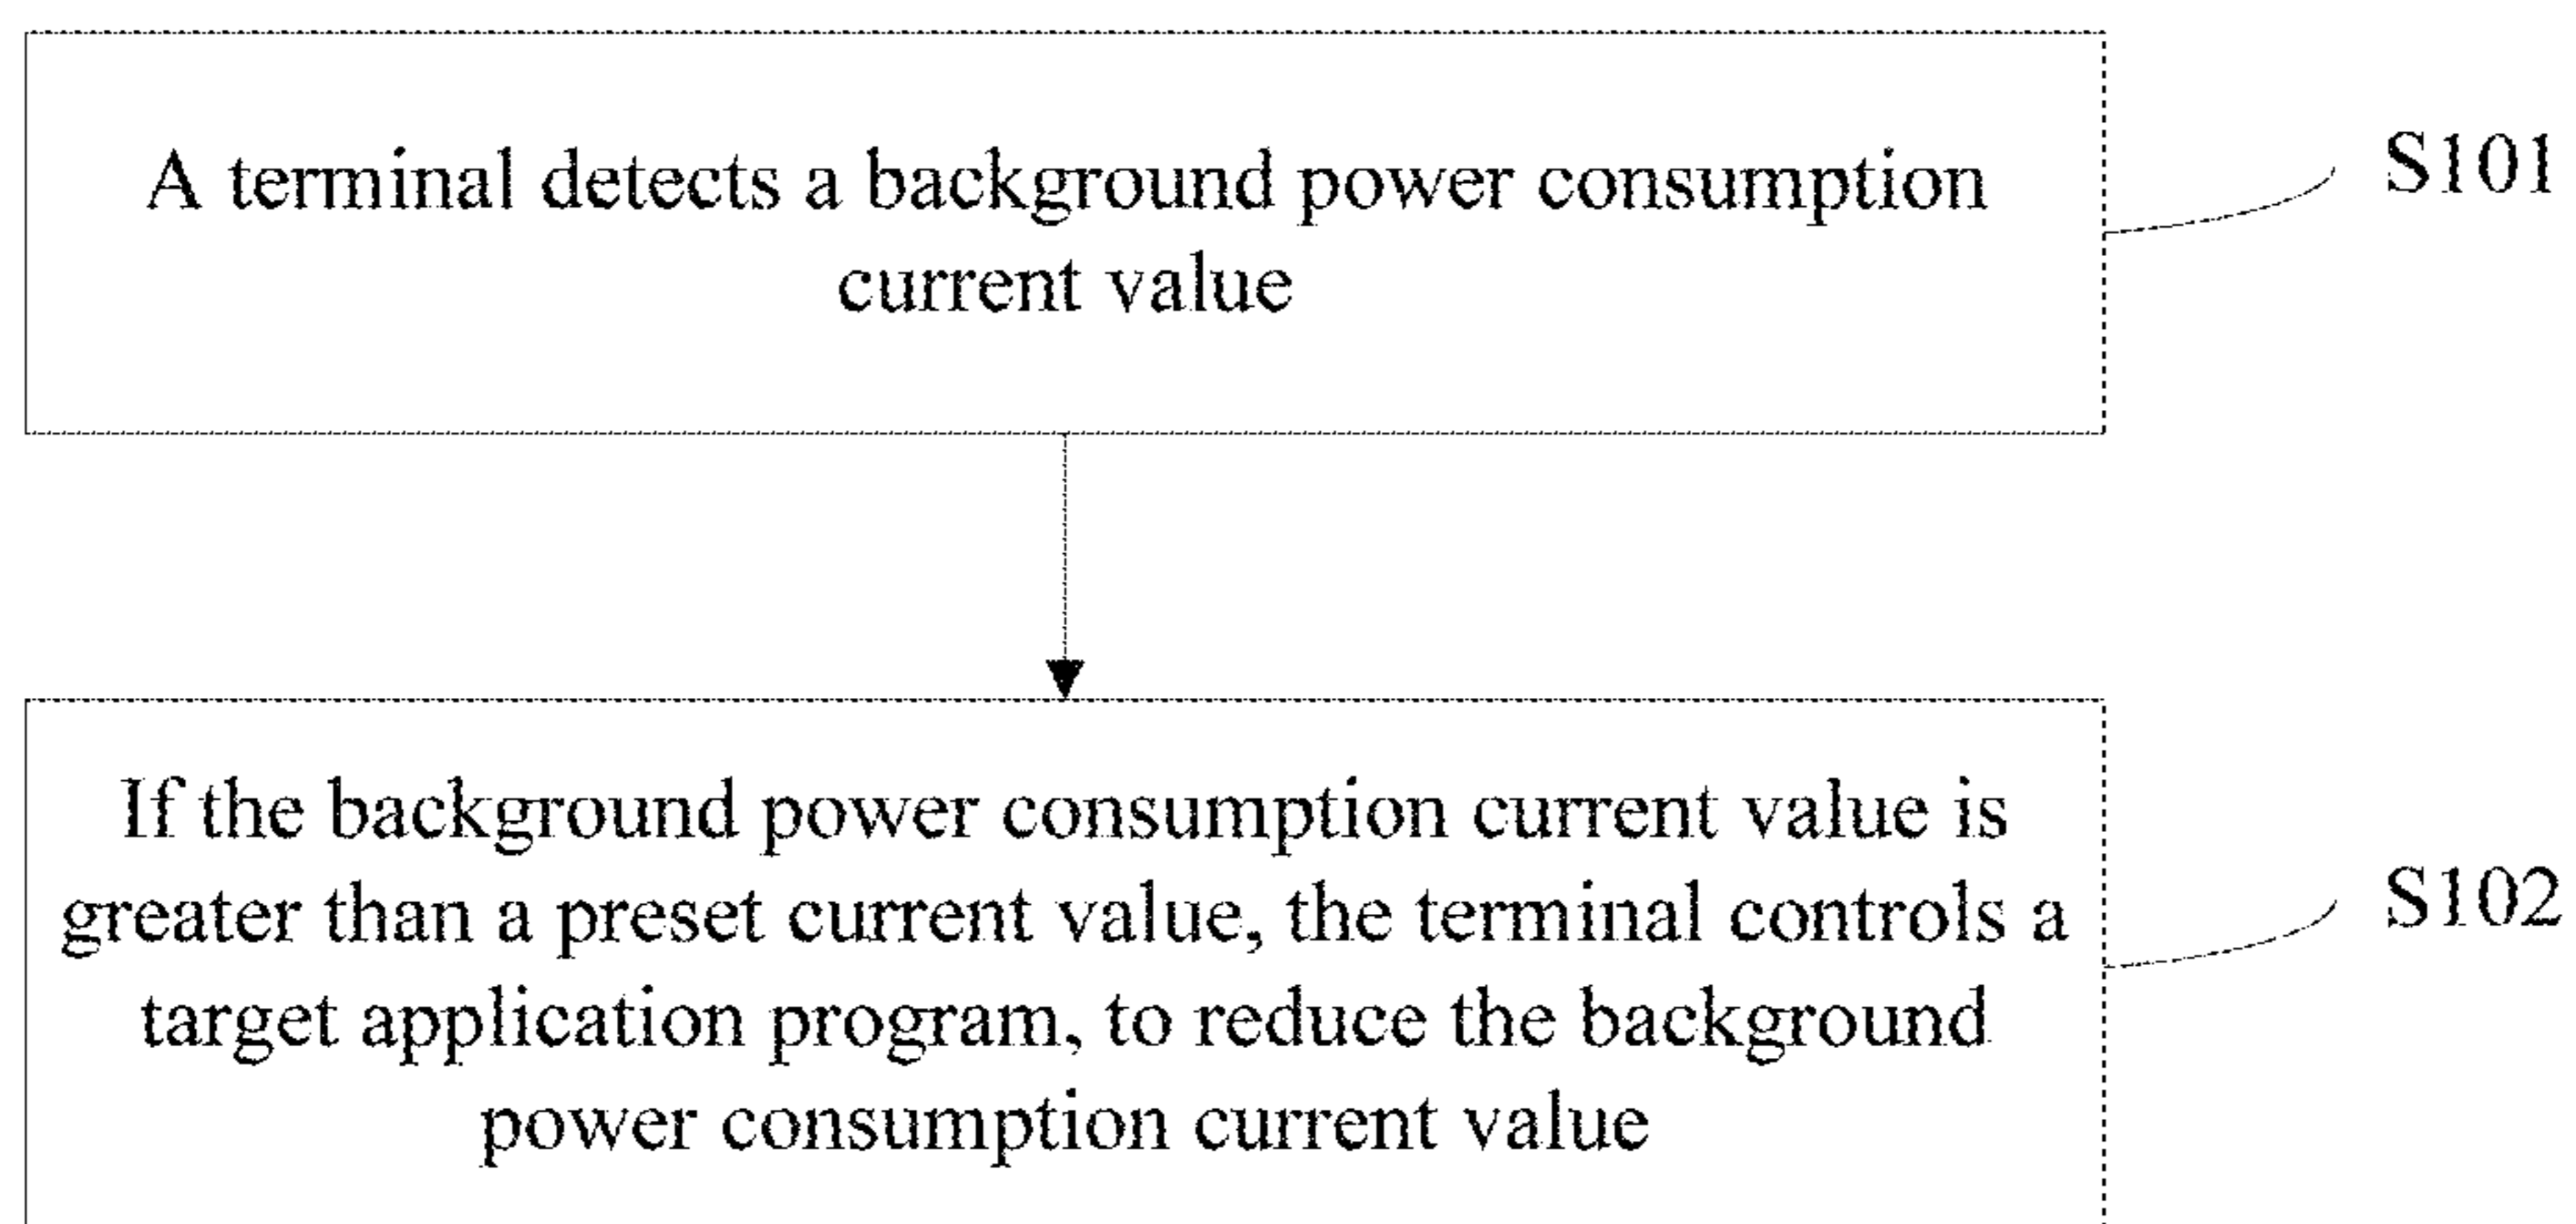 A terminal detects a background power consumption
current value
S101
If the background power consumption current value is
greater than a preset current value, the terminal controls a
target application program, to reduce the background
power consumption current value
S102